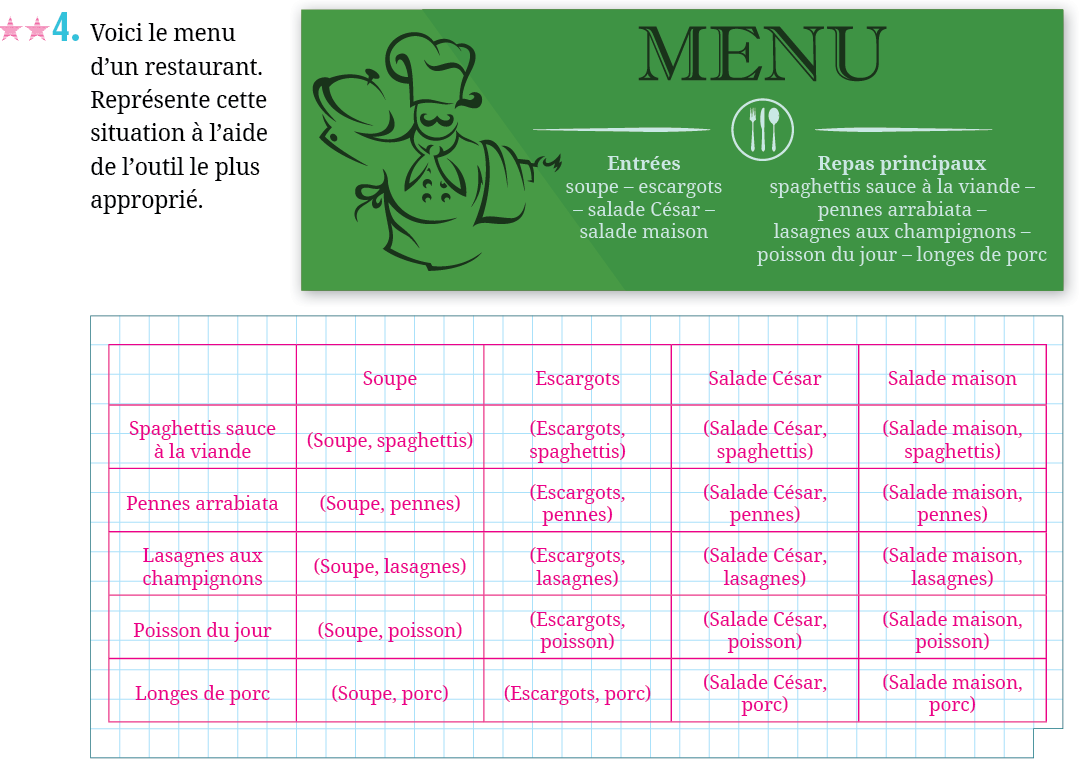 4. Voici le menu
d'un restaurant.
Représente cette
situation à l'aide
de l'outil le plus
approprié.
MENU
Entrées
soupe – escargots
– salade César –
salade maison
Repas principaux
spaghettis sauce à la viande –
pennes arrabiata –
lasagnes aux champignons –
poisson du jour – longes de porc
Soupe Escargots Salade César Salade maison
Spaghettis sauce
à la viande
(Soupe, spaghettis)
(Escargots,
spaghettis)
(Salade César,
spaghettis)
(Salade maison,
spaghettis)
Pennes arrabiata
(Soupe, pennes)
(Escargots,
pennes)
(Salade César,
pennes)
(Salade maison,
pennes)
Lasagnes aux
champignons
(Soupe, lasagnes)
(Escargots,
lasagnes)
(Salade César,
lasagnes)
(Salade maison,
lasagnes)
Poisson du jour
(Soupe, poisson)
(Escargots,
poisson)
(Salade César,
poisson)
(Salade maison,
poisson)
Longes de porc
(Soupe, porc)
(Escargots, porc)
(Salade César,
porc)
(Salade maison,
porc)